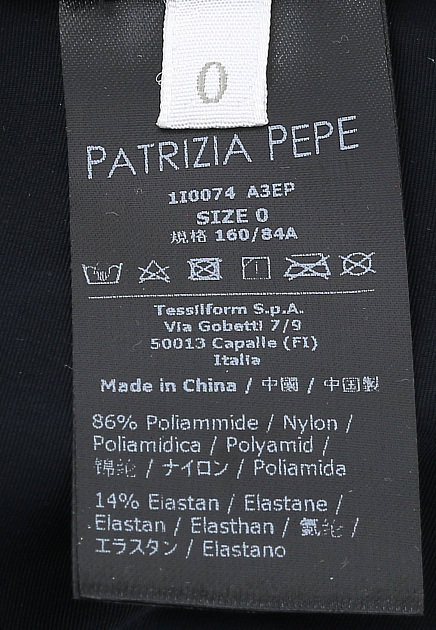 0
PATRIZIA PEPE
1I0074 A3EP
SIZE 0
規格 160/84A
Tessilform S.p.A.
Via Gobetti 7/9
50013 Capalle (FI)
Italia
Made in China / 中國 / 中国製
86% Poliammide / Nylon /
Poliamidica / Polyamid /
锦纶 / ナイロン / Poliamida
14% Elastan / Elastane /
Elastan / Elasthan / 氨纶 /
エラスタン / Elastano